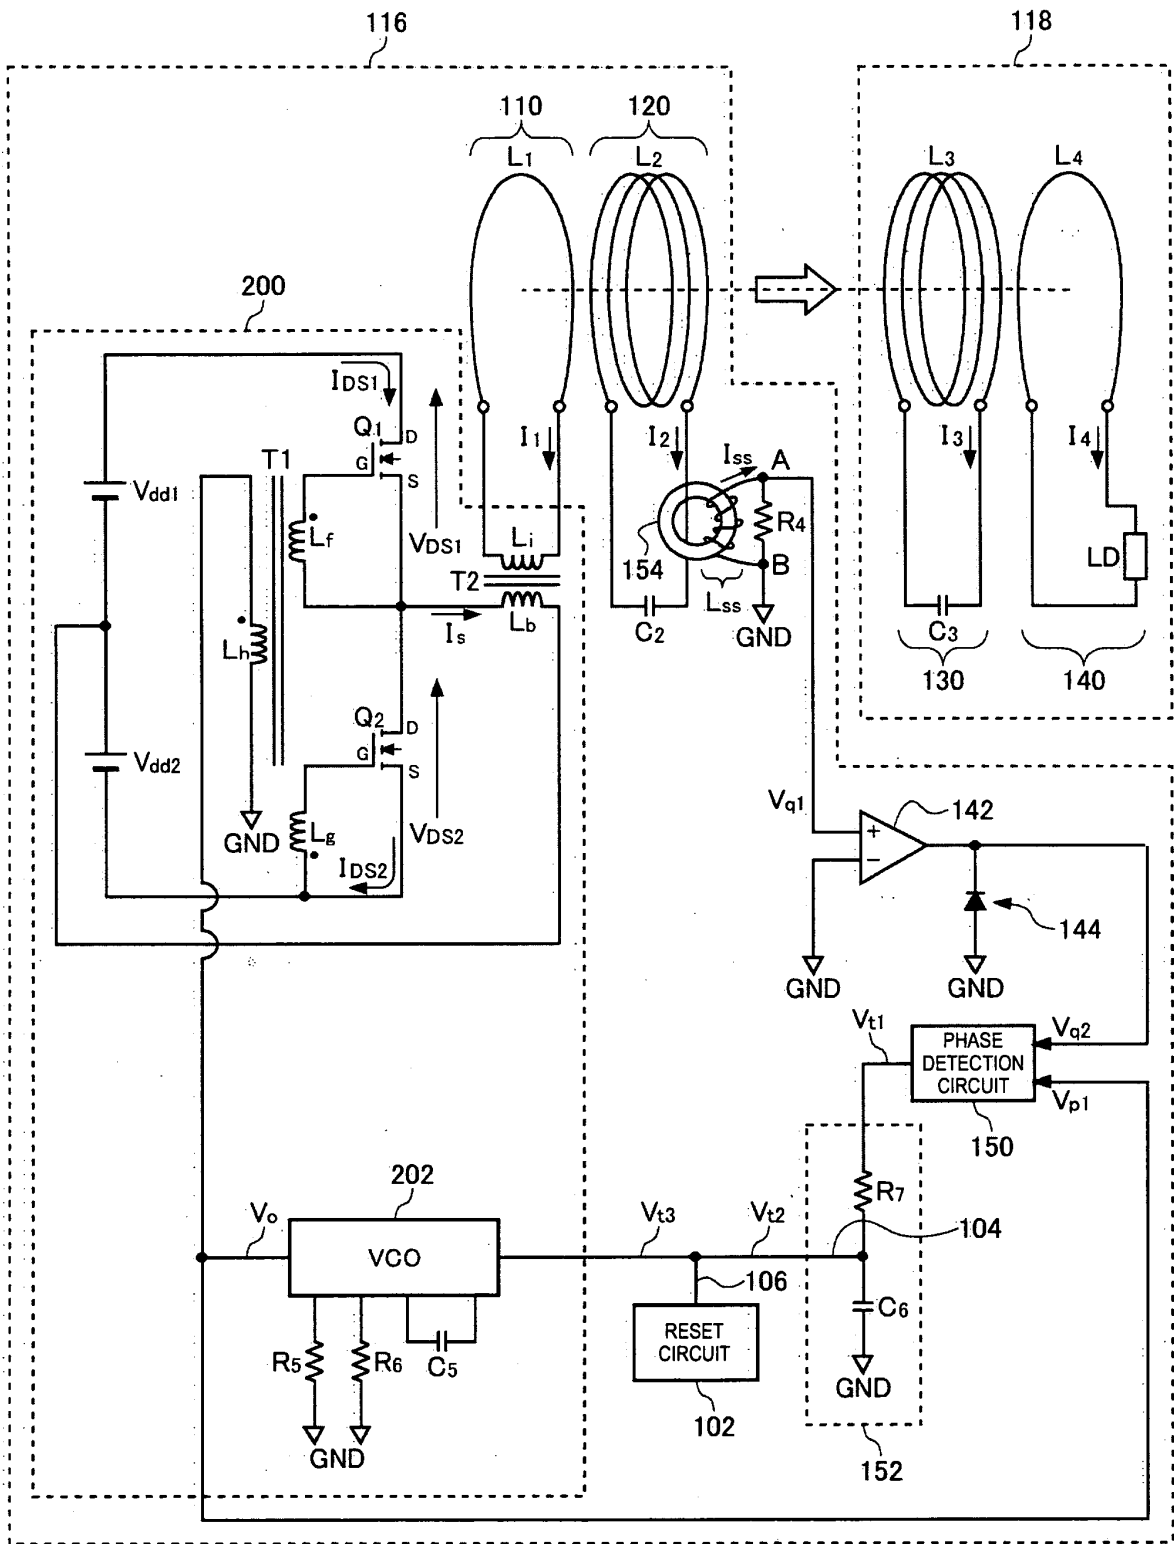 116
118
110
120
L1
L2
L3
L4
200
IDS1
Q1
D
G
S
T1
Vdd1
Lf
VDS1
I1
I2
Iss
A
I3
I4
Li
T2
154
R4
B
LD
Lh
Is
Lb
C2
Lss
GND
C3
130
140
Q2
D
G
S
Vdd2
GND
Lg
VDS2
IDS2
Vq1
142
+
−
144
GND
GND
Vt1
PHASE
DETECTION
CIRCUIT
Vq2
Vp1
150
202
R7
Vo
VCO
Vt3
Vt2
104
106
C6
R5
R6
C5
RESET
CIRCUIT
GND
GND
102
152